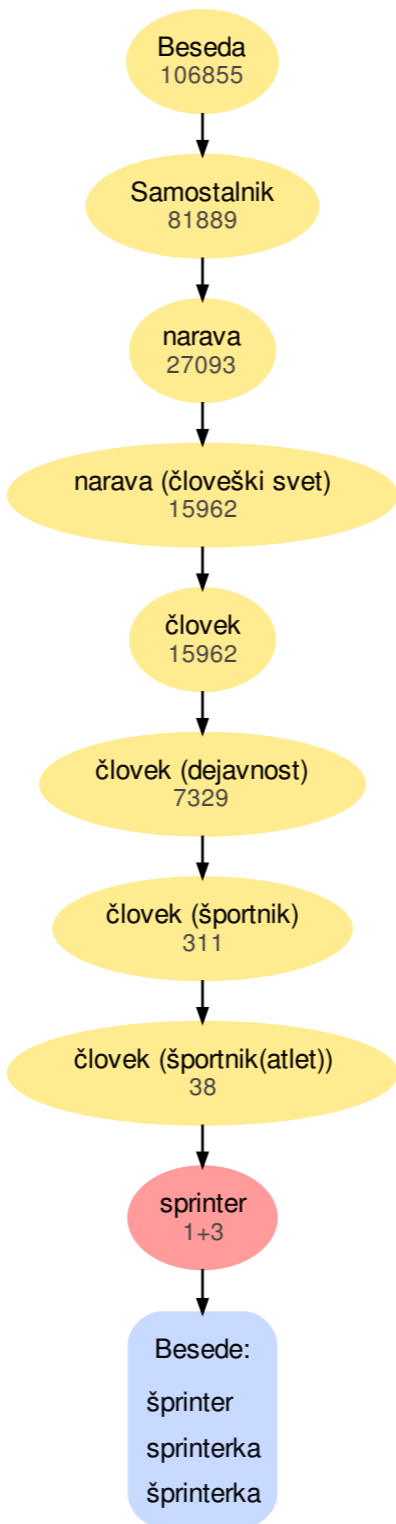 Beseda
106855
Samostalnik
81889
narava
27093
narava (človeški svet)
15962
človek
15962
človek (dejavnost)
7329
človek (športnik)
311
človek (športnik(atlet))
38
sprinter
1+3
Besede:
šprinter
sprinterka
šprinterka